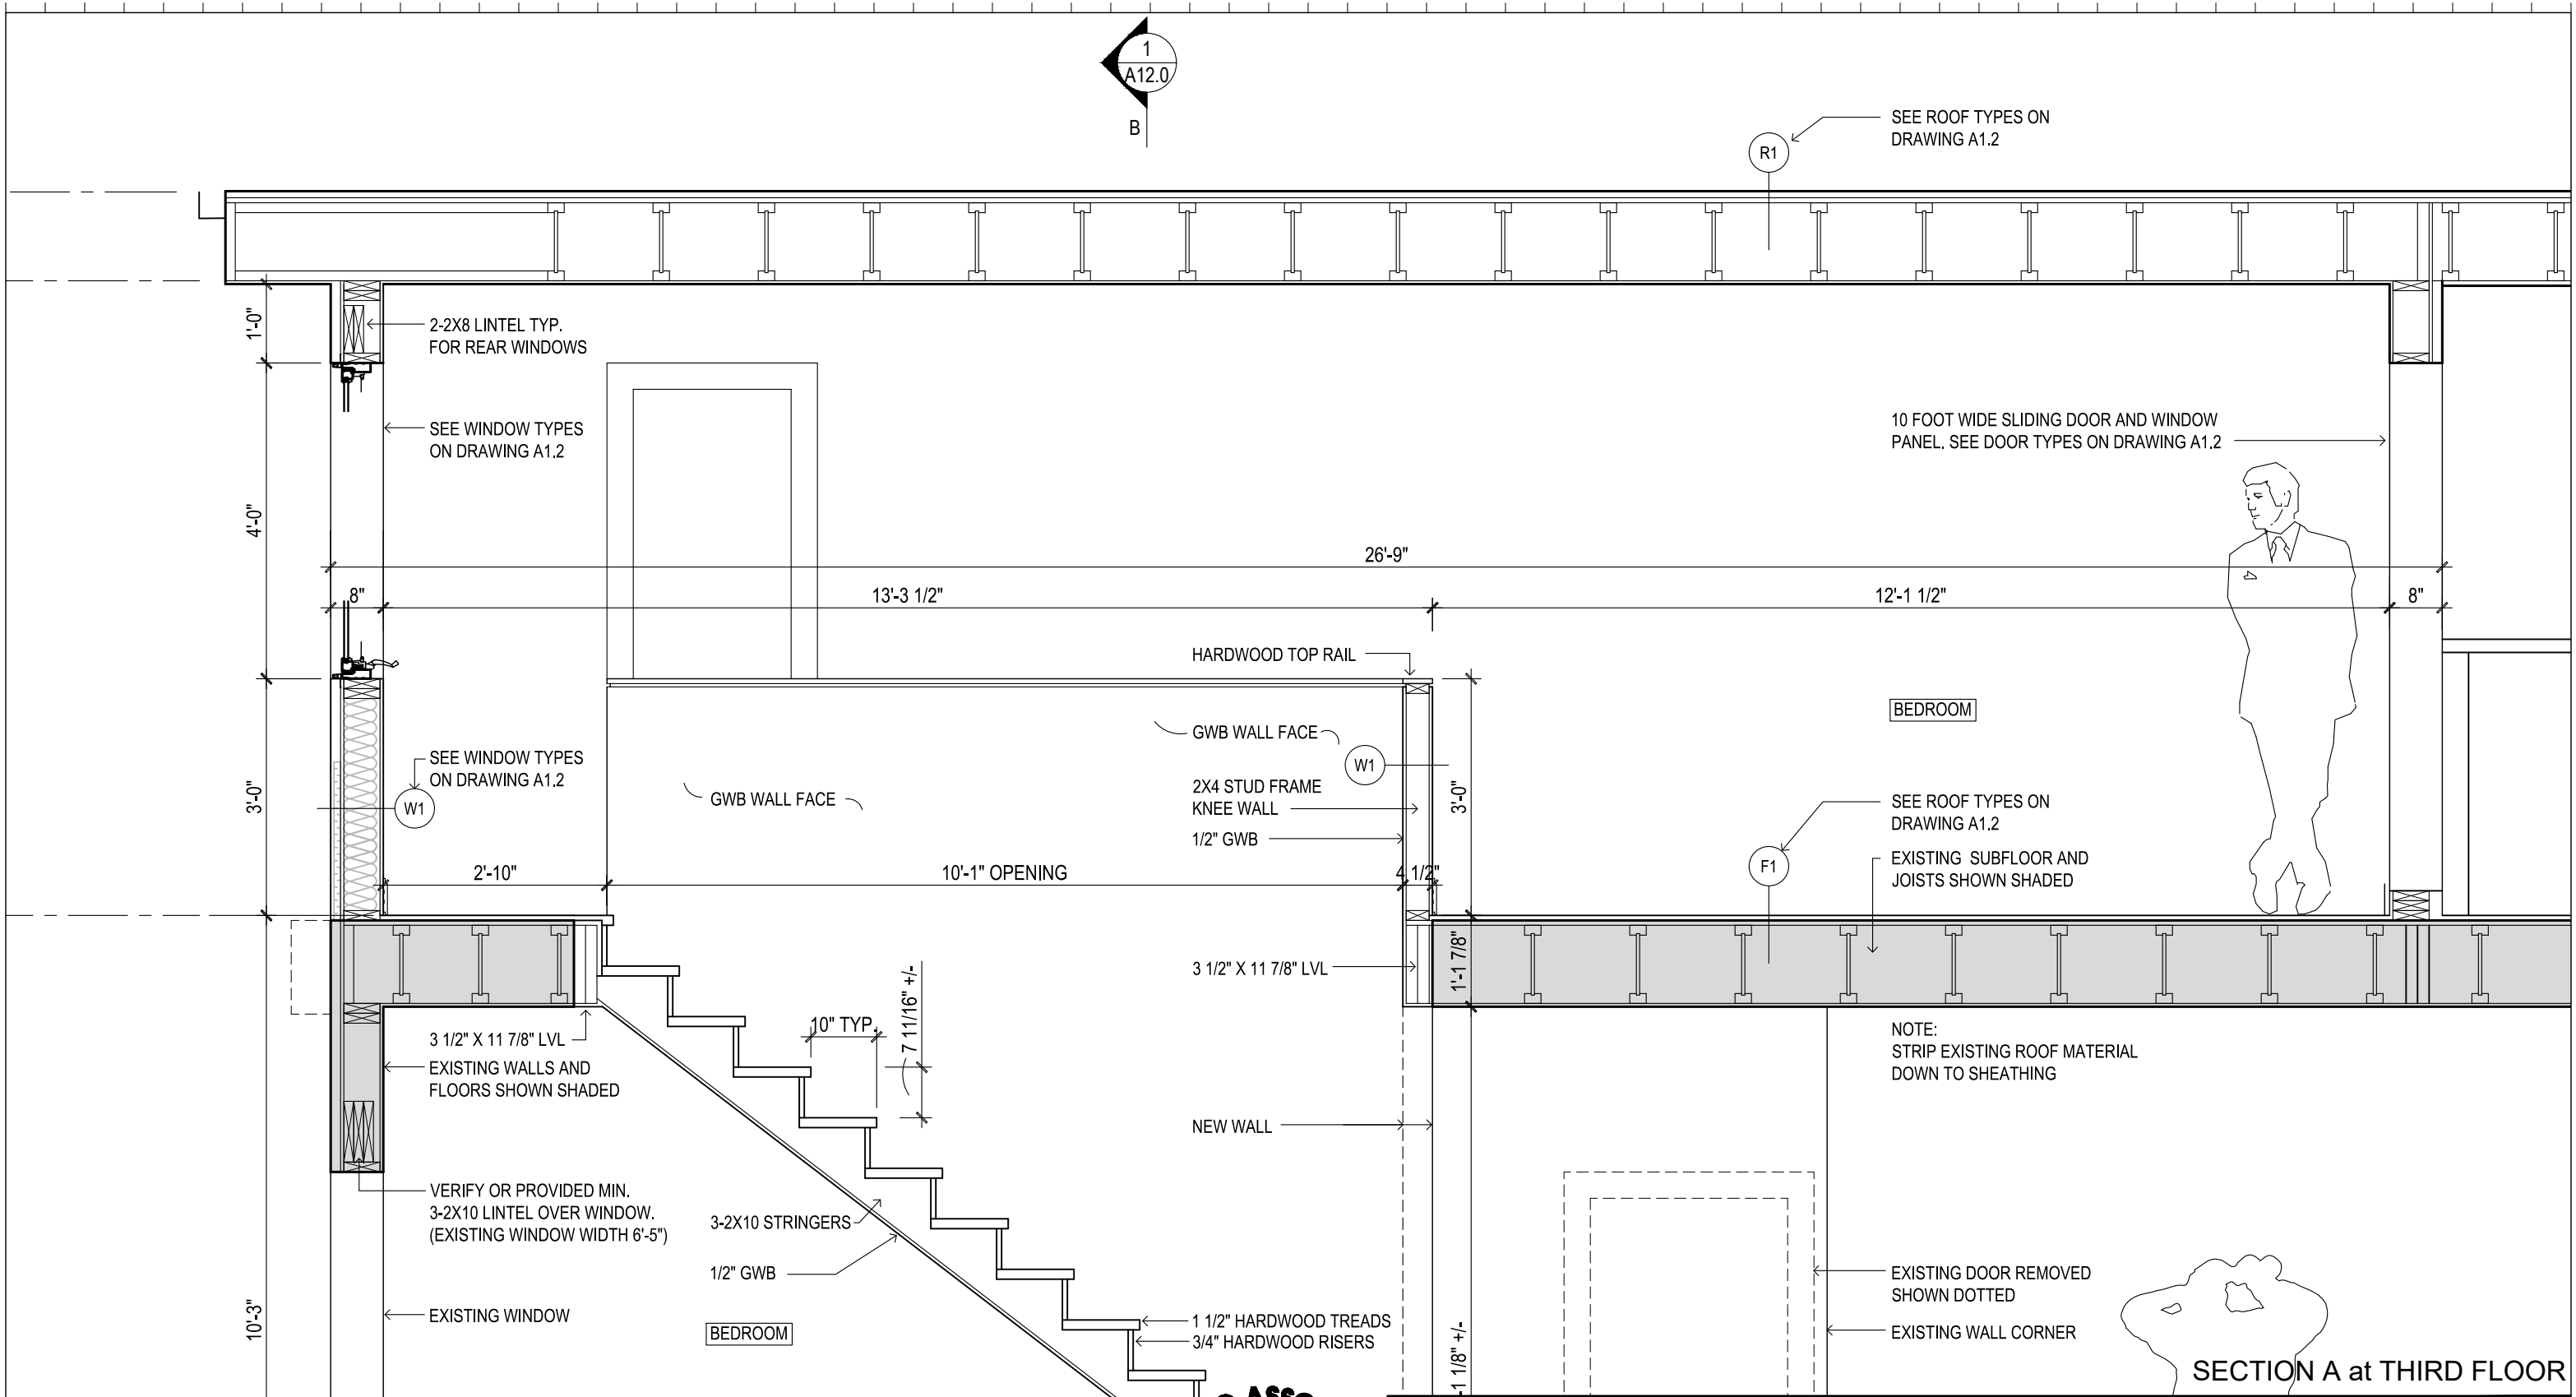 1
A12.0
B
SEE ROOF TYPES ON
DRAWING A1.2
R1
1'-0"
2-2X8 LINTEL TYP.
FOR REAR WINDOWS
SEE WINDOW TYPES
ON DRAWING A1.2
10 FOOT WIDE SLIDING DOOR AND WINDOW
PANEL. SEE DOOR TYPES ON DRAWING A1.2
4'-0"
26'-9"
8"
13'-3 1/2"
12'-1 1/2"
8"
HARDWOOD TOP RAIL
BEDROOM
GWB WALL FACE
W1
SEE WINDOW TYPES
ON DRAWING A1.2
W1
GWB WALL FACE
2X4 STUD FRAME
KNEE WALL
1/2" GWB
3'-0"
3'-0"
SEE ROOF TYPES ON
DRAWING A1.2
F1
EXISTING SUBFLOOR AND
JOISTS SHOWN SHADED
2'-10"
10'-1" OPENING
4 1/2"
3 1/2" X 11 7/8" LVL
1'-1 7/8"
10" TYP.
7 11/16" +/-
3 1/2" X 11 7/8" LVL
EXISTING WALLS AND
FLOORS SHOWN SHADED
NOTE:
STRIP EXISTING ROOF MATERIAL
DOWN TO SHEATHING
NEW WALL
VERIFY OR PROVIDED MIN.
3-2X10 LINTEL OVER WINDOW.
(EXISTING WINDOW WIDTH 6'-5")
3-2X10 STRINGERS
1/2" GWB
EXISTING DOOR REMOVED
SHOWN DOTTED
10'-3"
EXISTING WINDOW
BEDROOM
1 1/2" HARDWOOD TREADS
3/4" HARDWOOD RISERS
-1 1/8" +/-
EXISTING WALL CORNER
SECTION A at THIRD FLOOR